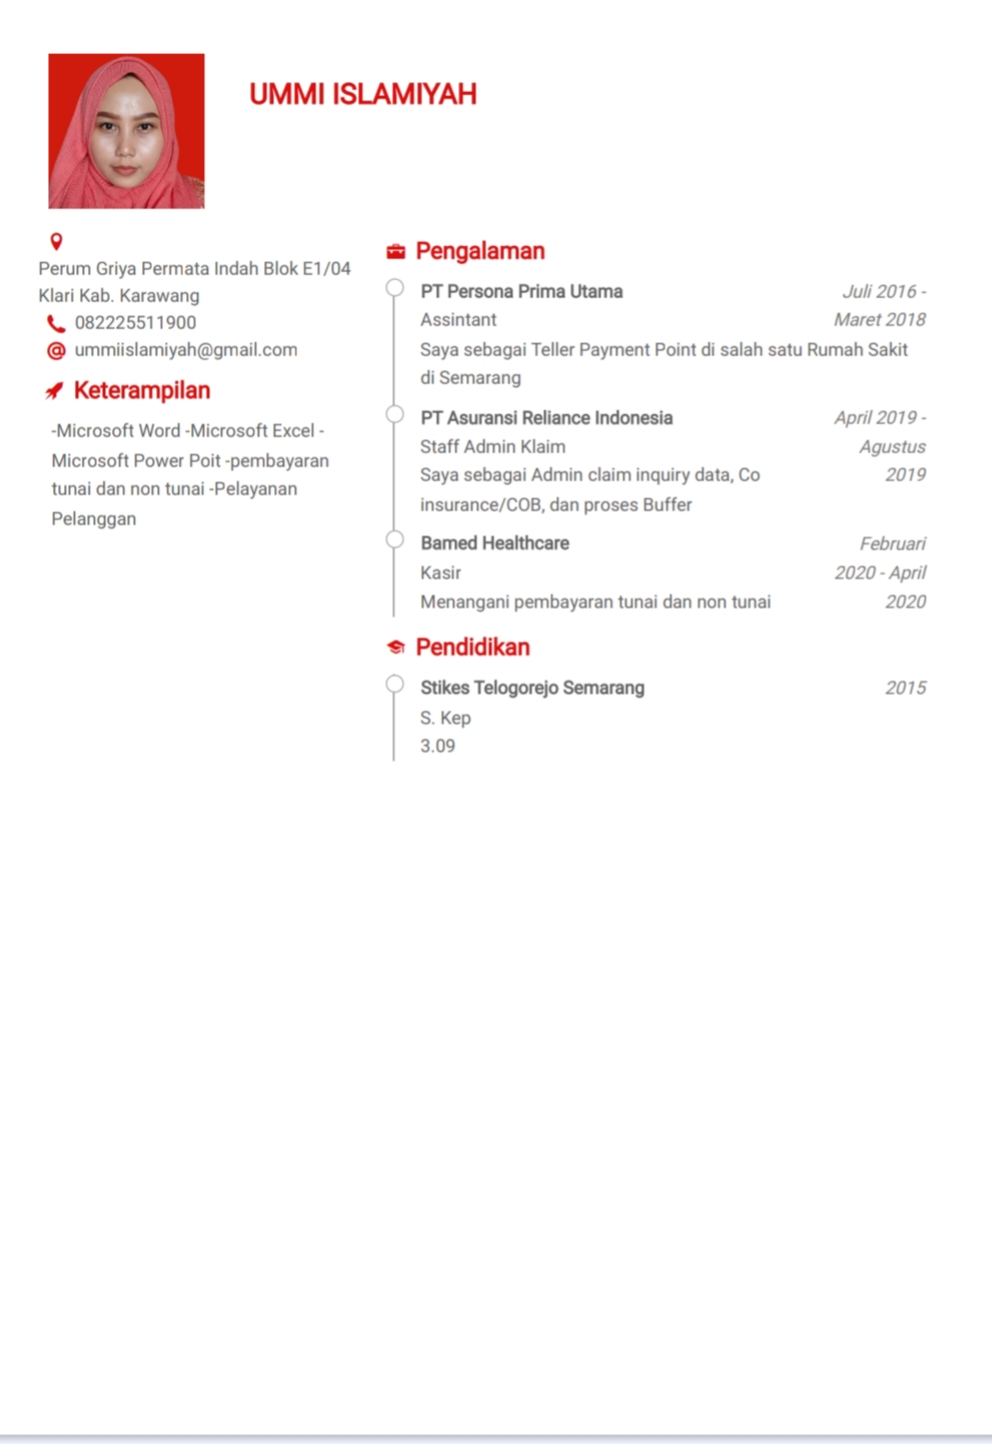 UMMI ISLAMIYAH
Perum Griya Permata Indah Blok E1/04
Klari Kab. Karawang
082225511900
ummiislamiyah@gmail.com
Keterampilan
-Microsoft Word -Microsoft Excel -
Microsoft Power Poit -pembayaran
tunai dan non tunai -Pelayanan
Pelanggan
Pengalaman
PT Persona Prima Utama Juli 2016 -
Assintant Maret 2018
Saya sebagai Teller Payment Point di salah satu Rumah Sakit
di Semarang
PT Asuransi Reliance Indonesia April 2019 -
Staff Admin Klaim Agustus
Saya sebagai Admin claim inquiry data, Co 2019
insurance/COB, dan proses Buffer
Bamed Healthcare Februari
Kasir 2020 - April
Menangani pembayaran tunai dan non tunai 2020
Pendidikan
Stikes Telogorejo Semarang 2015
S. Kep
3.09